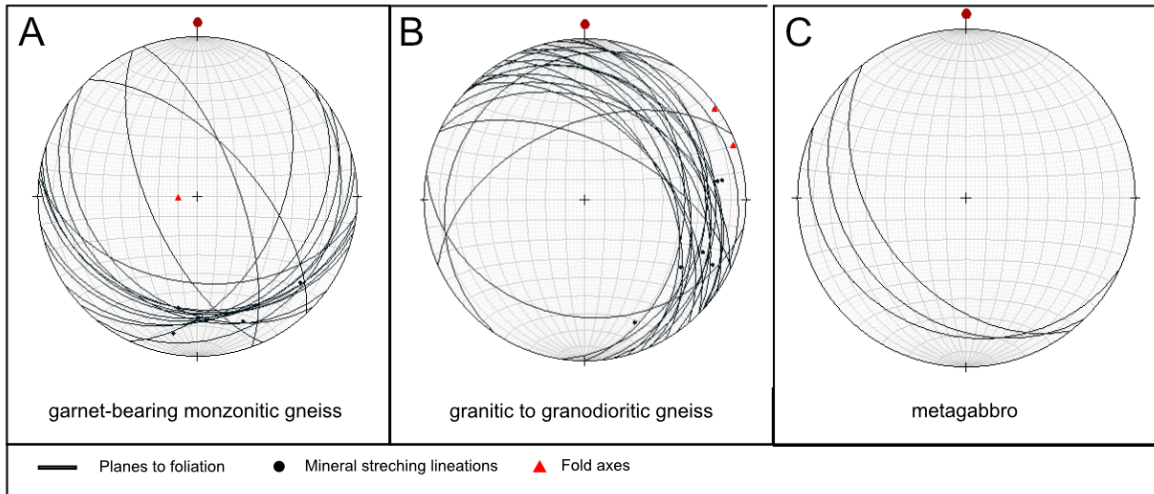 A
B
C
garnet-bearing monzonitic gneiss
granitic to granodioritic gneiss
metagabbro
Planes to foliation
Mineral streching lineations
Fold axes